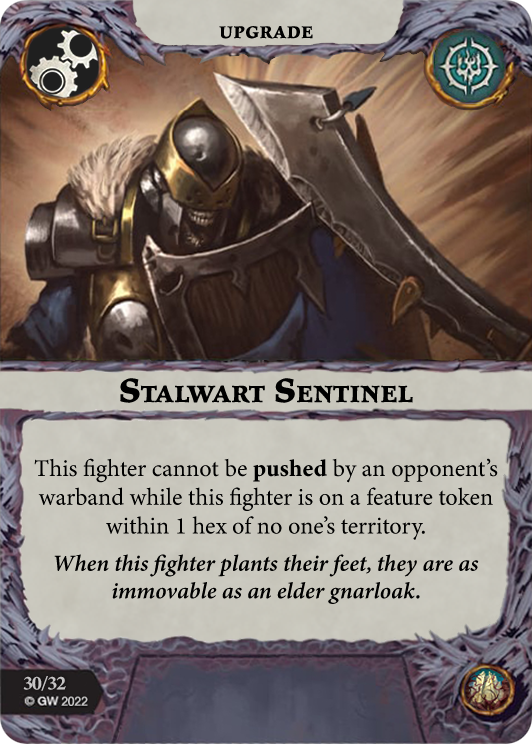 UPGRADE
STALWART SENTINEL
This fighter cannot be pushed by an opponent's
warband while this fighter is on a feature token
within 1 hex of no one's territory.
When this fighter plants their feet, they are as
immovable as an elder gnarloak.
30/32
© GW 2022